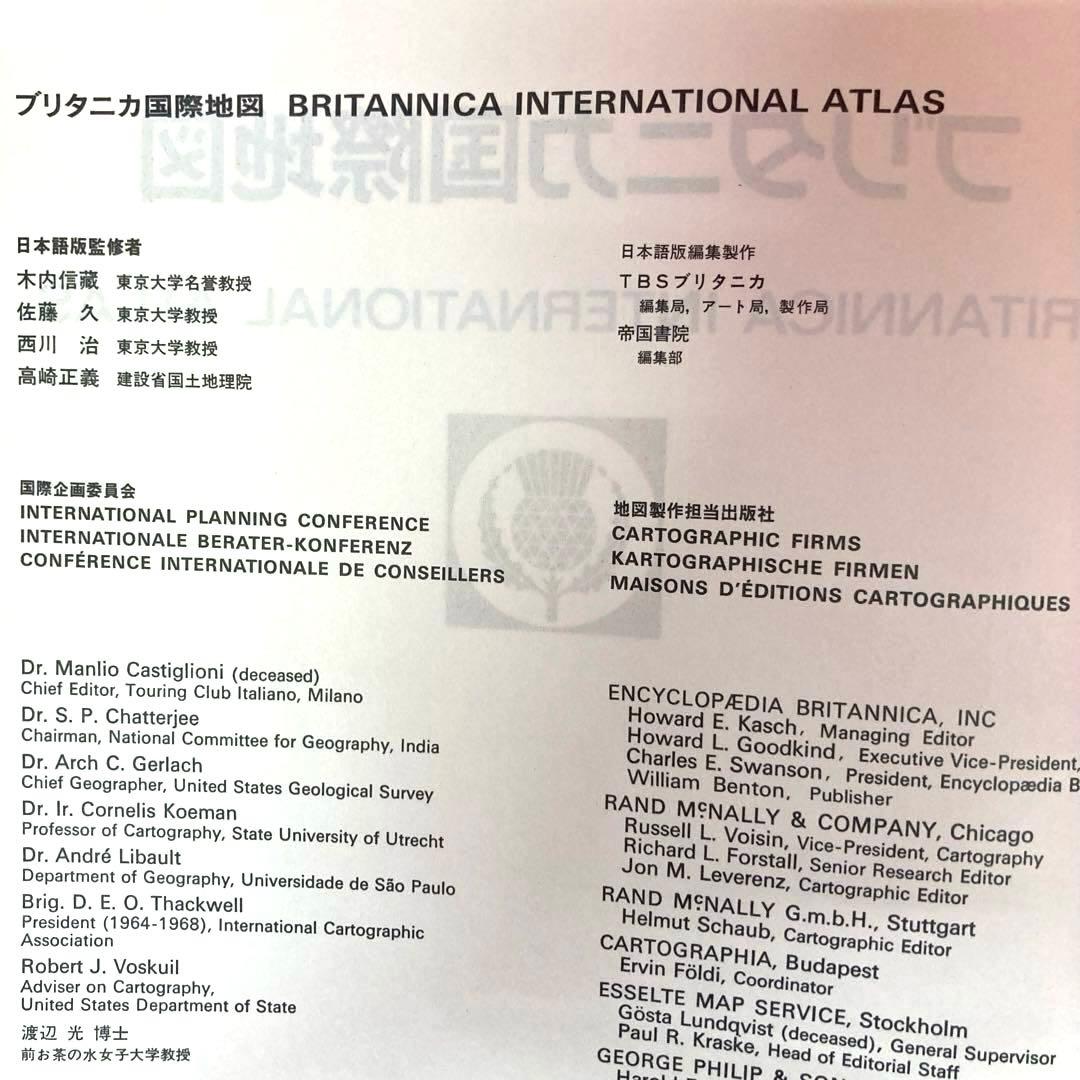 ブリタニカ国際地図 BRITANNICA INTERNATIONAL ATLAS
日本語版監修者
木内信藏 東京大学名誉教授
佐藤 久 東京大学教授
西川 治 東京大学教授
高崎正義 建設省国土地理院
日本語版編集製作
TBSブリタニカ
編集局，アート局，製作局
帝国書院
編集部
国際企画委員会
INTERNATIONAL PLANNING CONFERENCE
INTERNATIONALE BERATER-KONFERENZ
CONFÉRENCE INTERNATIONALE DE CONSEILLERS
Dr. Manlio Castiglioni (deceased)
Chief Editor, Touring Club Italiano, Milano
Dr. S. P. Chatterjee
Chairman, National Committee for Geography, India
Dr. Arch C. Gerlach
Chief Geographer, United States Geological Survey
Dr. Ir. Cornelis Koeman
Professor of Cartography, State University of Utrecht
Dr. André Libault
Department of Geography, Universidade de São Paulo
Brig. D. E. O. Thackwell
President (1964-1968), International Cartographic
Association
Robert J. Voskuil
Adviser on Cartography,
United States Department of State
渡辺 光 博士
前お茶の水女子大学教授
地図製作担当出版社
CARTOGRAPHIC FIRMS
KARTOGRAPHISCHE FIRMEN
MAISONS D'ÉDITIONS CARTOGRAPHIQUES
ENCYCLOPÆDIA BRITANNICA, INC
Howard E. Kasch, Managing Editor
Howard L. Goodkind, Executive Vice-President,
Charles E. Swanson, President, Encyclopædia B
William Benton, Publisher
RAND McNALLY & COMPANY, Chicago
Russell L. Voisin, Vice-President, Cartography
Richard L. Forstall, Senior Research Editor
Jon M. Leverenz, Cartographic Editor
RAND McNALLY G.m.b.H., Stuttgart
Helmut Schaub, Cartographic Editor
CARTOGRAPHIA, Budapest
Ervin Földi, Coordinator
ESSELTE MAP SERVICE, Stockholm
Gösta Lundqvist (deceased), General Supervisor
Paul R. Kraske, Head of Editorial Staff
GEORGE PHILIP &